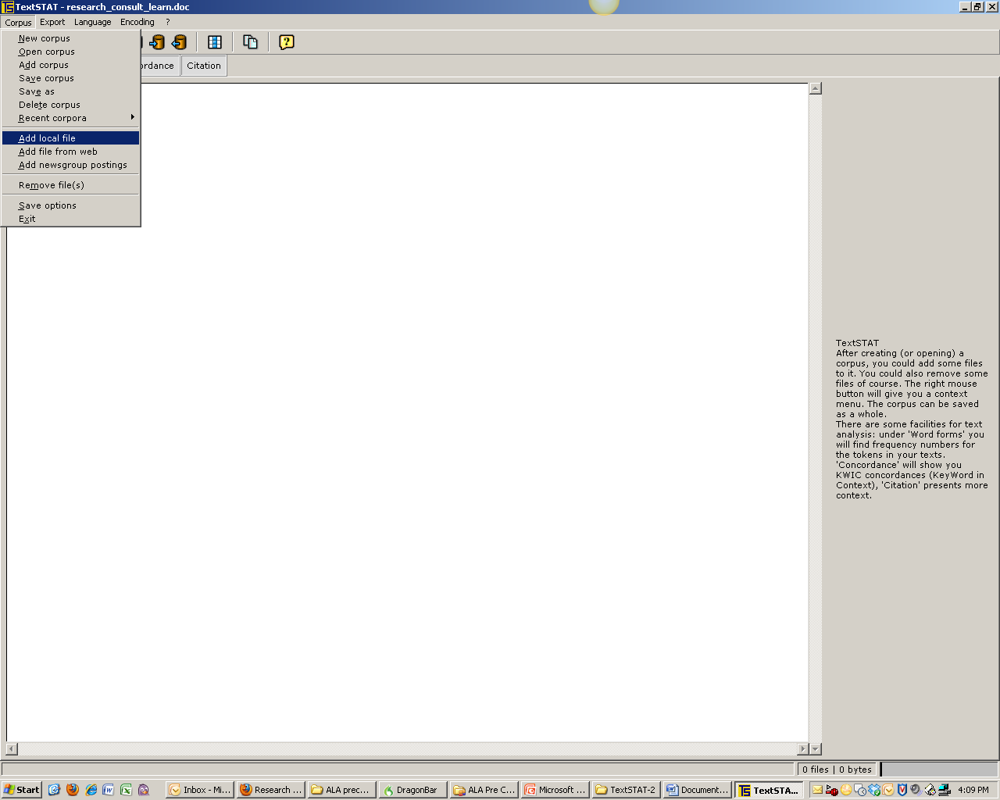 TextSTAT - research_consult_learn.doc
Corpus Export Language Encoding ?
New corpus
Open corpus
Add corpus
Save corpus
Save as
Delete corpus
Recent corpora
Add local file
Add file from web
Add newsgroup postings
Remove file(s)
Save options
Exit
ordance Citation
TextSTAT
After creating (or opening) a
corpus, you could add some files
to it. You could also remove some
files of course. The right mouse
button will give you a context
menu. The corpus can be saved
as a whole.
There are some facilities for text
analysis: under 'Word forms' you
will find frequency numbers for
the tokens in your texts.
'Concordance' will show you
KWIC concordances (KeyWord in
Context), 'Citation' presents more
context.
0 files | 0 bytes
Start Inbox - Mi... Research ... ALA prec... DragonBar ALA Pre C... Microsoft ... TextSTAT-2 Document... TextSTA... 4:09 PM